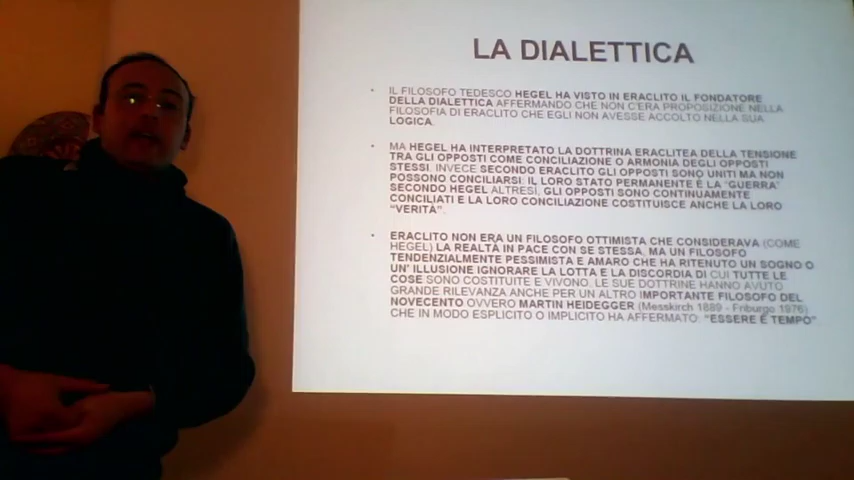 LA DIALETTICA
• IL FILOSOFO TEDESCO HEGEL HA VISTO IN ERACLITO IL FONDATORE
DELLA DIALETTICA AFFERMANDO CHE NON C'ERA PROPOSIZIONE NELLA
FILOSOFIA DI ERACLITO CHE EGLI NON AVESSE ACCOLTO NELLA SUA
LOGICA.
• MA HEGEL HA INTERPRETATO LA DOTTRINA ERACLITEA DELLA TENSIONE
TRA GLI OPPOSTI COME CONCILIAZIONE O ARMONIA DEGLI OPPOSTI
STESSI, INVECE SECONDO ERACLITO GLI OPPOSTI SONO UNITI MA NON
POSSONO CONCILIARSI: IL LORO STATO PERMANENTE È LA "GUERRA"
SECONDO HEGEL ALTRESÌ, GLI OPPOSTI SONO CONTINUAMENTE
CONCILIATI E LA LORO CONCILIAZIONE COSTITUISCE ANCHE LA LORO
"VERITÀ".
• ERACLITO NON ERA UN FILOSOFO OTTIMISTA CHE CONSIDERAVA (COME
HEGEL) LA REALTÀ IN PACE CON SE STESSA, MA UN FILOSOFO
TENDENZIALMENTE PESSIMISTA E AMARO CHE HA RITENUTO UN SOGNO O
UN' ILLUSIONE IGNORARE LA LOTTA E LA DISCORDIA DI CUI TUTTE LE
COSE SONO COSTITUITE E VIVONO. LE SUE DOTTRINE HANNO AVUTO
GRANDE RILEVANZA ANCHE PER UN ALTRO IMPORTANTE FILOSOFO DEL
NOVECENTO OVVERO MARTIN HEIDEGGER (Messkirch 1889 - Friburgo 1976)
CHE IN MODO ESPLICITO O IMPLICITO HA AFFERMATO: "ESSERE È TEMPO"